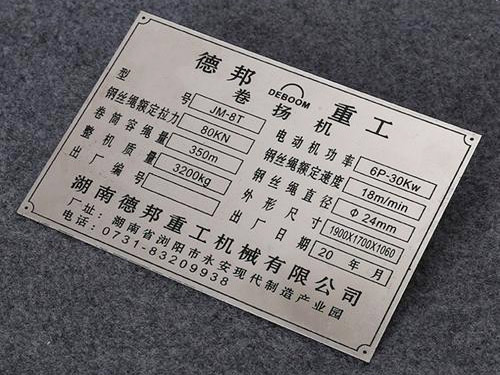 德邦 DEBOOM 重工
卷扬机
型号 JM-8T 电动机功率 6P-30Kw
钢丝绳额定拉力 80KN 钢丝绳额定速度 18m/min
卷筒容绳量 350m 钢丝绳直径 Φ24mm
整机质量 3200kg 外形尺寸 1900X1700X1060
出厂编号 出厂日期 20 年 月
湖南德邦重工机械有限公司
厂址：湖南省浏阳市永安现代制造产业园
电话：0731-83209938